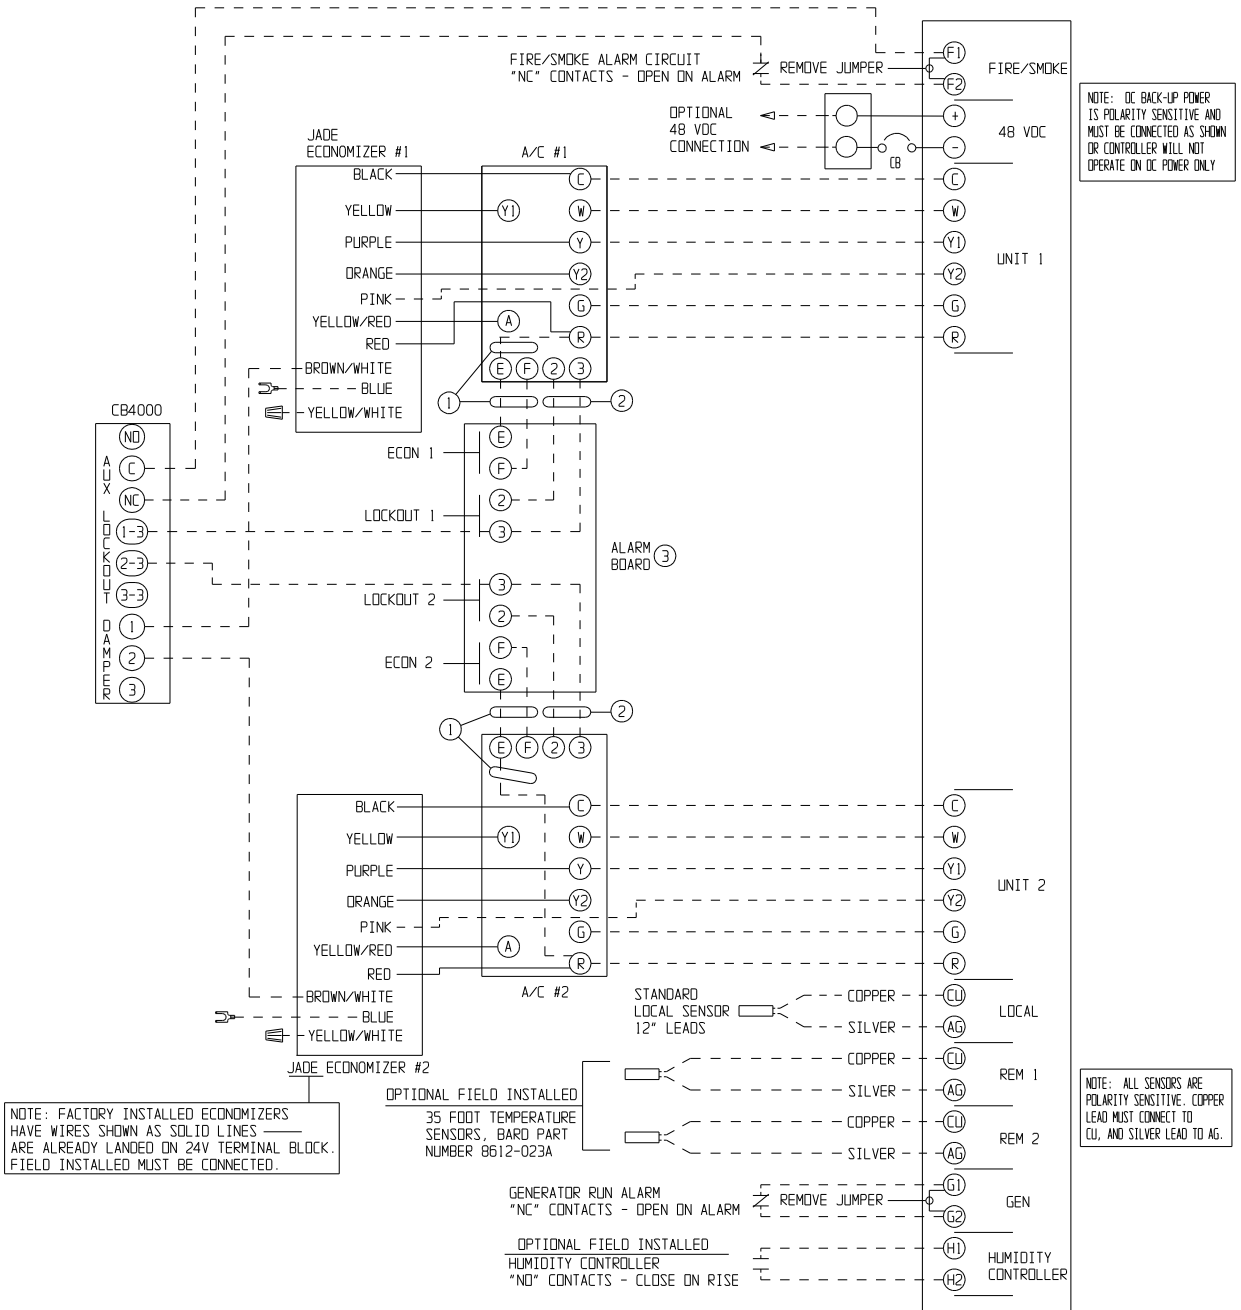 FIRE/SMOKE ALARM CIRCUIT
"NC" CONTACTS - OPEN ON ALARM
REMOVE JUMPER
F1
F2
FIRE/SMOKE
OPTIONAL
48 VDC
CONNECTION
CB
+
-
48 VDC
NOTE: DC BACK-UP POWER
IS POLARITY SENSITIVE AND
MUST BE CONNECTED AS SHOWN
OR CONTROLLER WILL NOT
OPERATE ON DC POWER ONLY
JADE
ECONOMIZER #1
BLACK
YELLOW
PURPLE
ORANGE
PINK
YELLOW/RED
RED
BROWN/WHITE
BLUE
YELLOW/WHITE
A/C #1
C
Y1
W
Y
Y2
G
A
R
E F 2 3
1
2
C
W
Y1
Y2
G
R
UNIT 1
CB4000
NO
C
NC
1-3
2-3
3-3
1
2
3
AUX
LOCKOUT
DAMPER
ECON 1
E
F
LOCKOUT 1
2
3
ALARM
BOARD
3
LOCKOUT 2
3
2
ECON 2
F
E
1
2
E F 2 3
C
Y1
W
Y
Y2
G
A
R
A/C #2
BLACK
YELLOW
PURPLE
ORANGE
PINK
YELLOW/RED
RED
BROWN/WHITE
BLUE
YELLOW/WHITE
JADE ECONOMIZER #2
C
W
Y1
Y2
G
R
UNIT 2
STANDARD
LOCAL SENSOR
12" LEADS
COPPER
SILVER
CU
AG
LOCAL
OPTIONAL FIELD INSTALLED
35 FOOT TEMPERATURE
SENSORS, BARD PART
NUMBER 8612-023A
COPPER
SILVER
CU
AG
REM 1
COPPER
SILVER
CU
AG
REM 2
NOTE: ALL SENSORS ARE
POLARITY SENSITIVE. COPPER
LEAD MUST CONNECT TO
CU, AND SILVER LEAD TO AG.
NOTE: FACTORY INSTALLED ECONOMIZERS
HAVE WIRES SHOWN AS SOLID LINES
ARE ALREADY LANDED ON 24V TERMINAL BLOCK.
FIELD INSTALLED MUST BE CONNECTED.
GENERATOR RUN ALARM
"NC" CONTACTS - OPEN ON ALARM
REMOVE JUMPER
G1
G2
GEN
OPTIONAL FIELD INSTALLED
HUMIDITY CONTROLLER
"NO" CONTACTS - CLOSE ON RISE
H1
H2
HUMIDITY
CONTROLLER